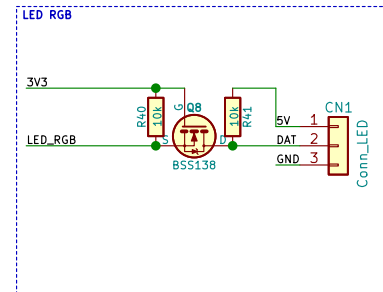 LED RGB
3V3
LED_RGB
R40
10k
G
Q8
S
D
BSS138
10k
R41
5V
DAT
GND
1
2
3
CN1
Conn_LED